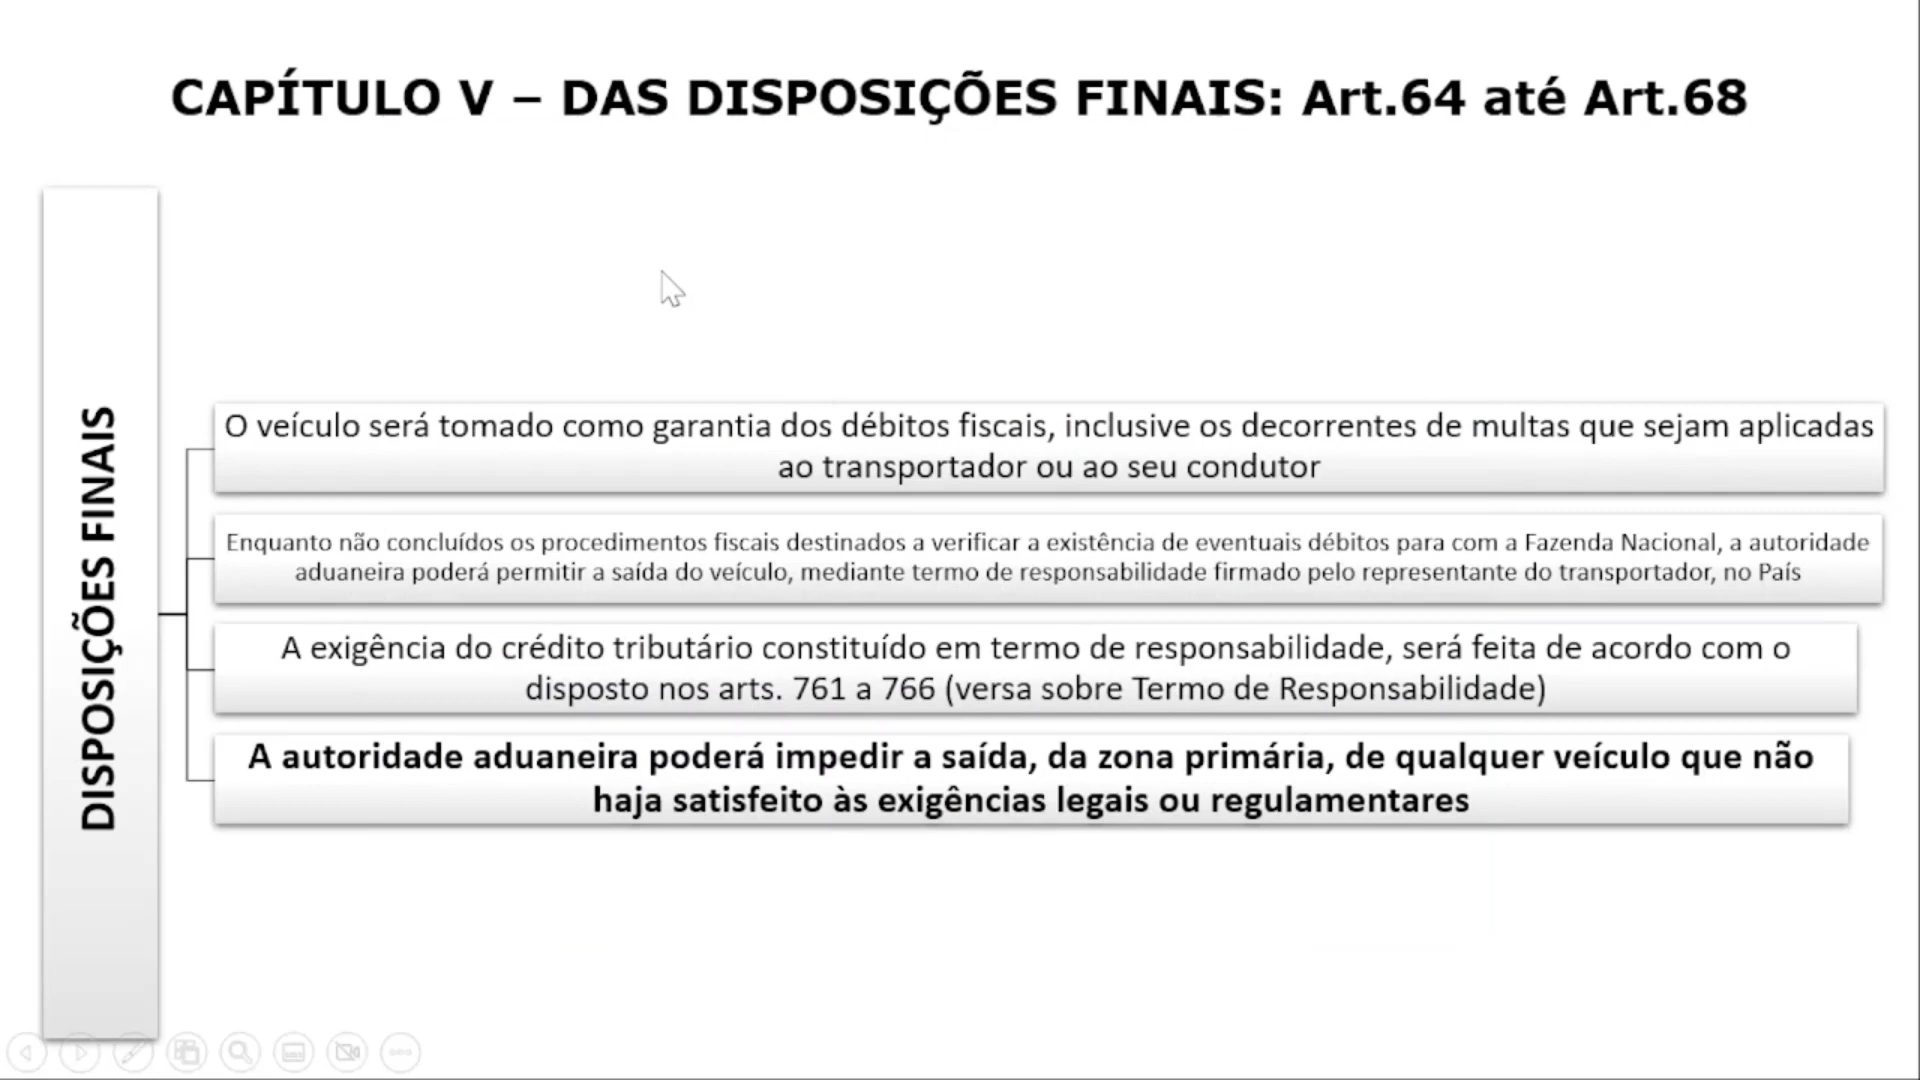 CAPÍTULO V – DAS DISPOSIÇÕES FINAIS: Art.64 até Art.68
DISPOSIÇÕES FINAIS
O veículo será tomado como garantia dos débitos fiscais, inclusive os decorrentes de multas que sejam aplicadas
ao transportador ou ao seu condutor
Enquanto não concluídos os procedimentos fiscais destinados a verificar a existência de eventuais débitos para com a Fazenda Nacional, a autoridade
aduaneira poderá permitir a saída do veículo, mediante termo de responsabilidade firmado pelo representante do transportador, no País
A exigência do crédito tributário constituído em termo de responsabilidade, será feita de acordo com o
disposto nos arts. 761 a 766 (versa sobre Termo de Responsabilidade)
A autoridade aduaneira poderá impedir a saída, da zona primária, de qualquer veículo que não
haja satisfeito às exigências legais ou regulamentares